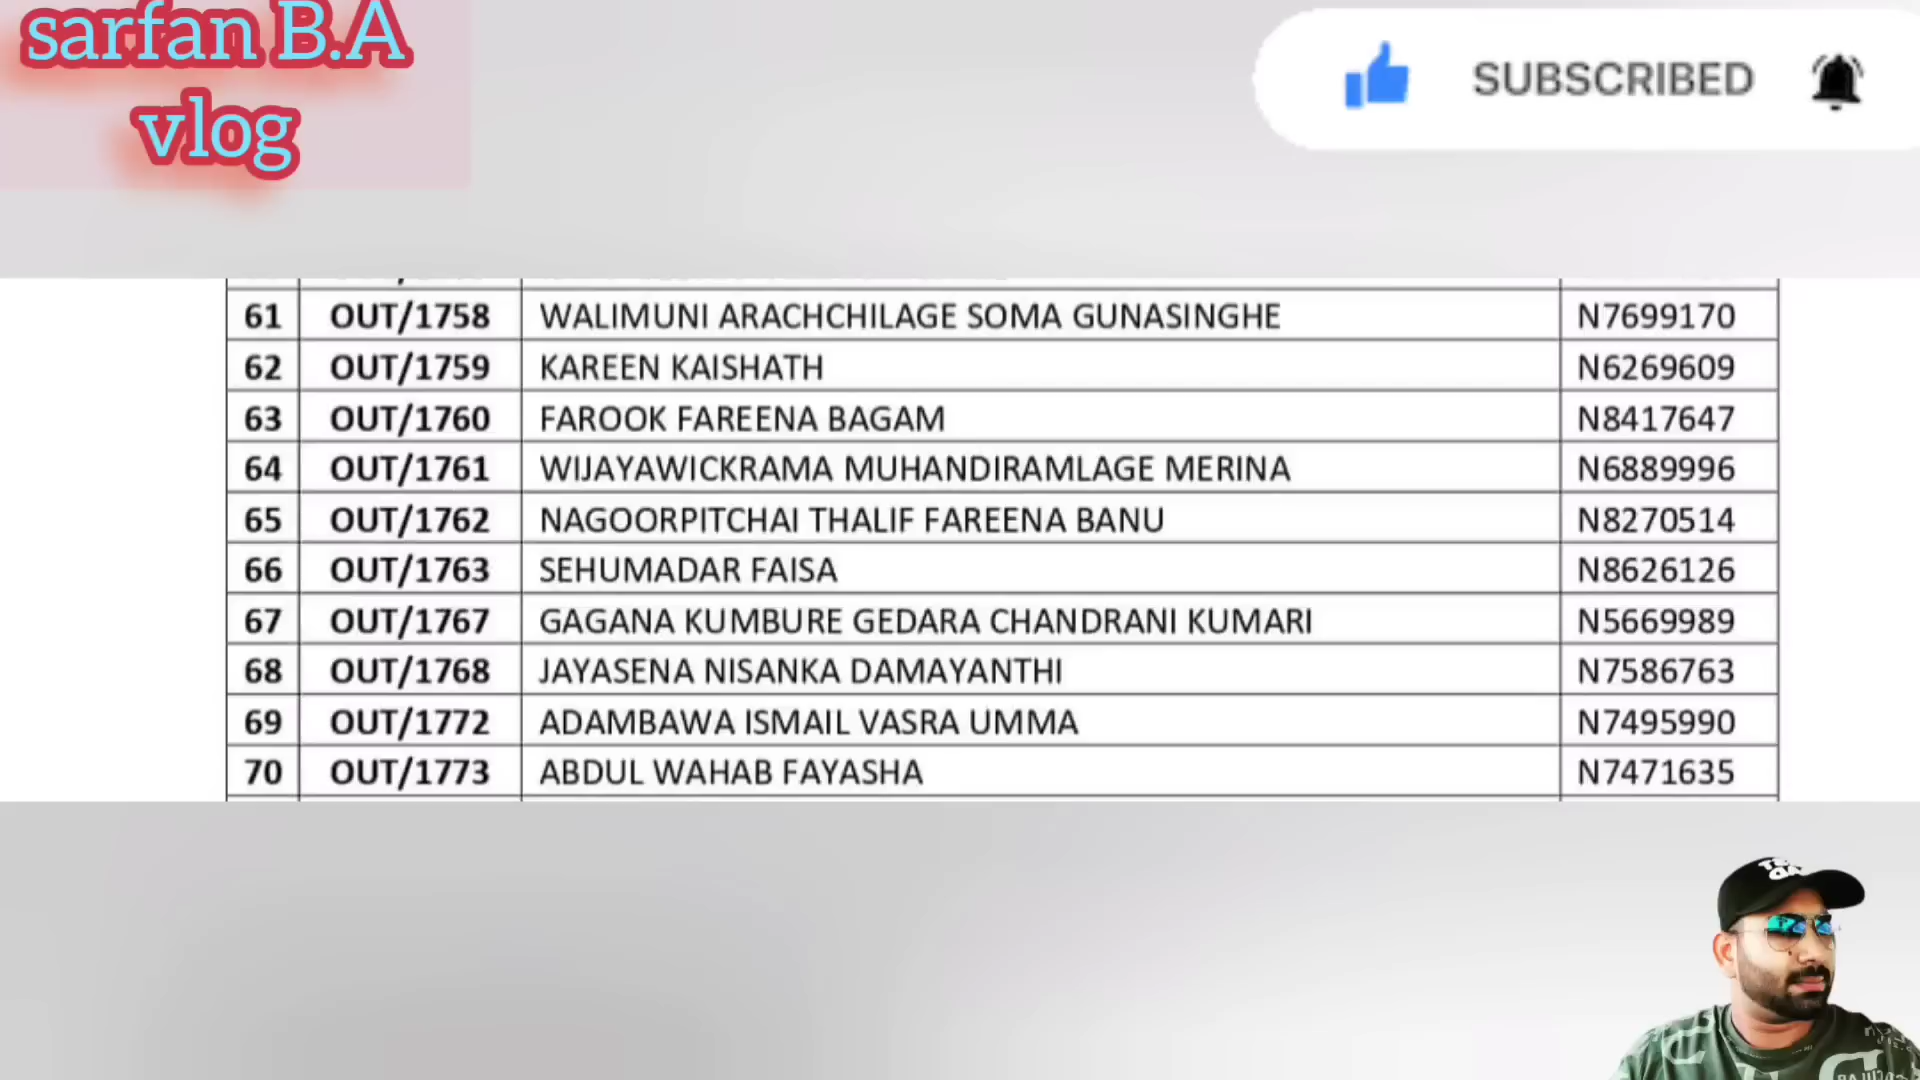 sarfan B.A
vlog
SUBSCRIBED
61 OUT/1758 WALIMUNI ARACHCHILAGE SOMA GUNASINGHE N7699170
62 OUT/1759 KAREEN KAISHATH N6269609
63 OUT/1760 FAROOK FAREENA BAGAM N8417647
64 OUT/1761 WIJAYAWICKRAMA MUHANDIRAMLAGE MERINA N6889996
65 OUT/1762 NAGOORPITCHAI THALIF FAREENA BANU N8270514
66 OUT/1763 SEHUMADAR FAISA N8626126
67 OUT/1767 GAGANA KUMBURE GEDARA CHANDRANI KUMARI N5669989
68 OUT/1768 JAYASENA NISANKA DAMAYANTHI N7586763
69 OUT/1772 ADAMBAWA ISMAIL VASRA UMMA N7495990
70 OUT/1773 ABDUL WAHAB FAYASHA N7471635